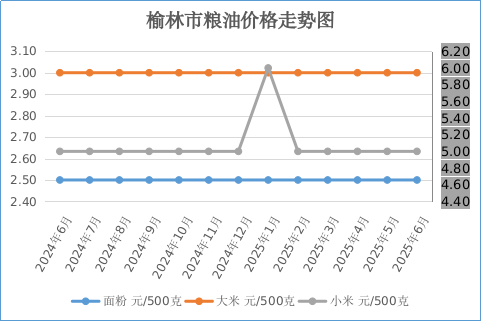 榆林市粮油价格走势图
3.10
3.00
2.90
2.80
2.70
2.60
2.50
2.40
6.20
6.00
5.80
5.60
5.40
5.20
5.00
4.80
4.60
4.40
2024年6月
2024年7月
2024年8月
2024年9月
2024年10月
2024年11月
2024年12月
2025年1月
2025年2月
2025年3月
2025年4月
2025年5月
2025年6月
面粉 元/500克 大米 元/500克 小米 元/500克